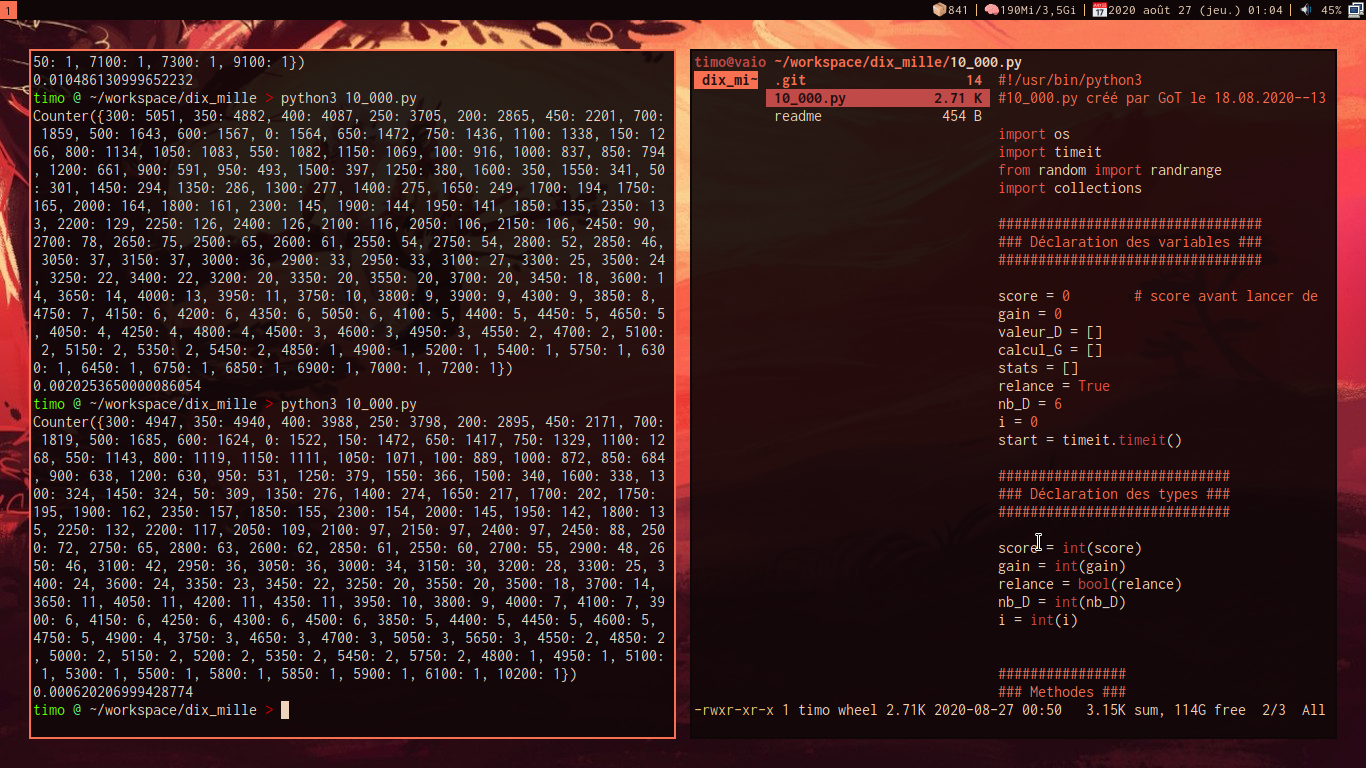 1
841 | 190Mi/3,5Gi | 17 2020 août 27 (jeu.) 01:04 | 45%
50: 1, 7100: 1, 7300: 1, 9100: 1})
0.010486130999652232
timo @ ~/workspace/dix_mille > python3 10_000.py
Counter({300: 5051, 350: 4882, 400: 4087, 250: 3705, 200: 2865, 450: 2201, 700:
 1859, 500: 1643, 600: 1567, 0: 1564, 650: 1472, 750: 1436, 1100: 1338, 150: 12
66, 800: 1134, 1050: 1083, 550: 1082, 1150: 1069, 100: 916, 1000: 837, 850: 794
, 1200: 661, 900: 591, 950: 493, 1500: 397, 1250: 380, 1600: 350, 1550: 341, 50
: 301, 1450: 294, 1350: 286, 1300: 277, 1400: 275, 1650: 249, 1700: 194, 1750:
165, 2000: 164, 1800: 161, 2300: 145, 1900: 144, 1950: 141, 1850: 135, 2350: 13
3, 2200: 129, 2250: 126, 2400: 126, 2100: 116, 2050: 106, 2150: 106, 2450: 90,
2700: 78, 2650: 75, 2500: 65, 2600: 61, 2550: 54, 2750: 54, 2800: 52, 2850: 46,
 3050: 37, 3150: 37, 3000: 36, 2900: 33, 2950: 33, 3100: 27, 3300: 25, 3500: 24
, 3250: 22, 3400: 22, 3200: 20, 3350: 20, 3550: 20, 3700: 20, 3450: 18, 3600: 1
4, 3650: 14, 4000: 13, 3950: 11, 3750: 10, 3800: 9, 3900: 9, 4300: 9, 3850: 8,
4750: 7, 4150: 6, 4200: 6, 4350: 6, 5050: 6, 4100: 5, 4400: 5, 4450: 5, 4650: 5
, 4050: 4, 4250: 4, 4800: 4, 4500: 3, 4600: 3, 4950: 3, 4550: 2, 4700: 2, 5100:
 2, 5150: 2, 5350: 2, 5450: 2, 4850: 1, 4900: 1, 5200: 1, 5400: 1, 5750: 1, 630
0: 1, 6450: 1, 6750: 1, 6850: 1, 6900: 1, 7000: 1, 7200: 1})
0.0020253650000086054
timo @ ~/workspace/dix_mille > python3 10_000.py
Counter({300: 4947, 350: 4940, 400: 3988, 250: 3798, 200: 2895, 450: 2171, 700:
 1819, 500: 1685, 600: 1624, 0: 1522, 150: 1472, 650: 1417, 750: 1329, 1100: 12
68, 550: 1143, 800: 1119, 1150: 1111, 1050: 1071, 100: 889, 1000: 872, 850: 684
, 900: 638, 1200: 630, 950: 531, 1250: 379, 1550: 366, 1500: 340, 1600: 338, 13
00: 324, 1450: 324, 50: 309, 1350: 276, 1400: 274, 1650: 217, 1700: 202, 1750:
195, 1900: 162, 2350: 157, 1850: 155, 2300: 154, 2000: 145, 1950: 142, 1800: 13
5, 2250: 132, 2200: 117, 2050: 109, 2100: 97, 2150: 97, 2400: 97, 2450: 88, 250
0: 72, 2750: 65, 2800: 63, 2600: 62, 2850: 61, 2550: 60, 2700: 55, 2900: 48, 26
50: 46, 3100: 42, 2950: 36, 3050: 36, 3000: 34, 3150: 30, 3200: 28, 3300: 25, 3
400: 24, 3600: 24, 3350: 23, 3450: 22, 3250: 20, 3550: 20, 3500: 18, 3700: 14,
3650: 11, 4050: 11, 4200: 11, 4350: 11, 3950: 10, 3800: 9, 4000: 7, 4100: 7, 39
00: 6, 4150: 6, 4250: 6, 4300: 6, 4500: 6, 3850: 5, 4400: 5, 4450: 5, 4600: 5,
4750: 5, 4900: 4, 3750: 3, 4650: 3, 4700: 3, 5050: 3, 5650: 3, 4550: 2, 4850: 2
, 5000: 2, 5150: 2, 5200: 2, 5350: 2, 5450: 2, 5750: 2, 4800: 1, 4950: 1, 5100:
 1, 5300: 1, 5500: 1, 5800: 1, 5850: 1, 5900: 1, 6100: 1, 10200: 1})
0.000620206999428774
timo @ ~/workspace/dix_mille >
timo@vaio ~/workspace/dix_mille/10_000.py
dix_mi~
.git 14
10_000.py 2.71 K
readme 454 B
#!/usr/bin/python3
#10_000.py créé par GoT le 18.08.2020--13
import os
import timeit
from random import randrange
import collections
#################################
### Déclaration des variables ###
#################################
score = 0 # score avant lancer de
gain = 0
valeur_D = []
calcul_G = []
stats = []
relance = True
nb_D = 6
i = 0
start = timeit.timeit()
#############################
### Déclaration des types ###
#############################
score = int(score)
gain = int(gain)
relance = bool(relance)
nb_D = int(nb_D)
i = int(i)
################
### Methodes ###
-rwxr-xr-x 1 timo wheel 2.71K 2020-08-27 00:50 3.15K sum, 114G free 2/3 All